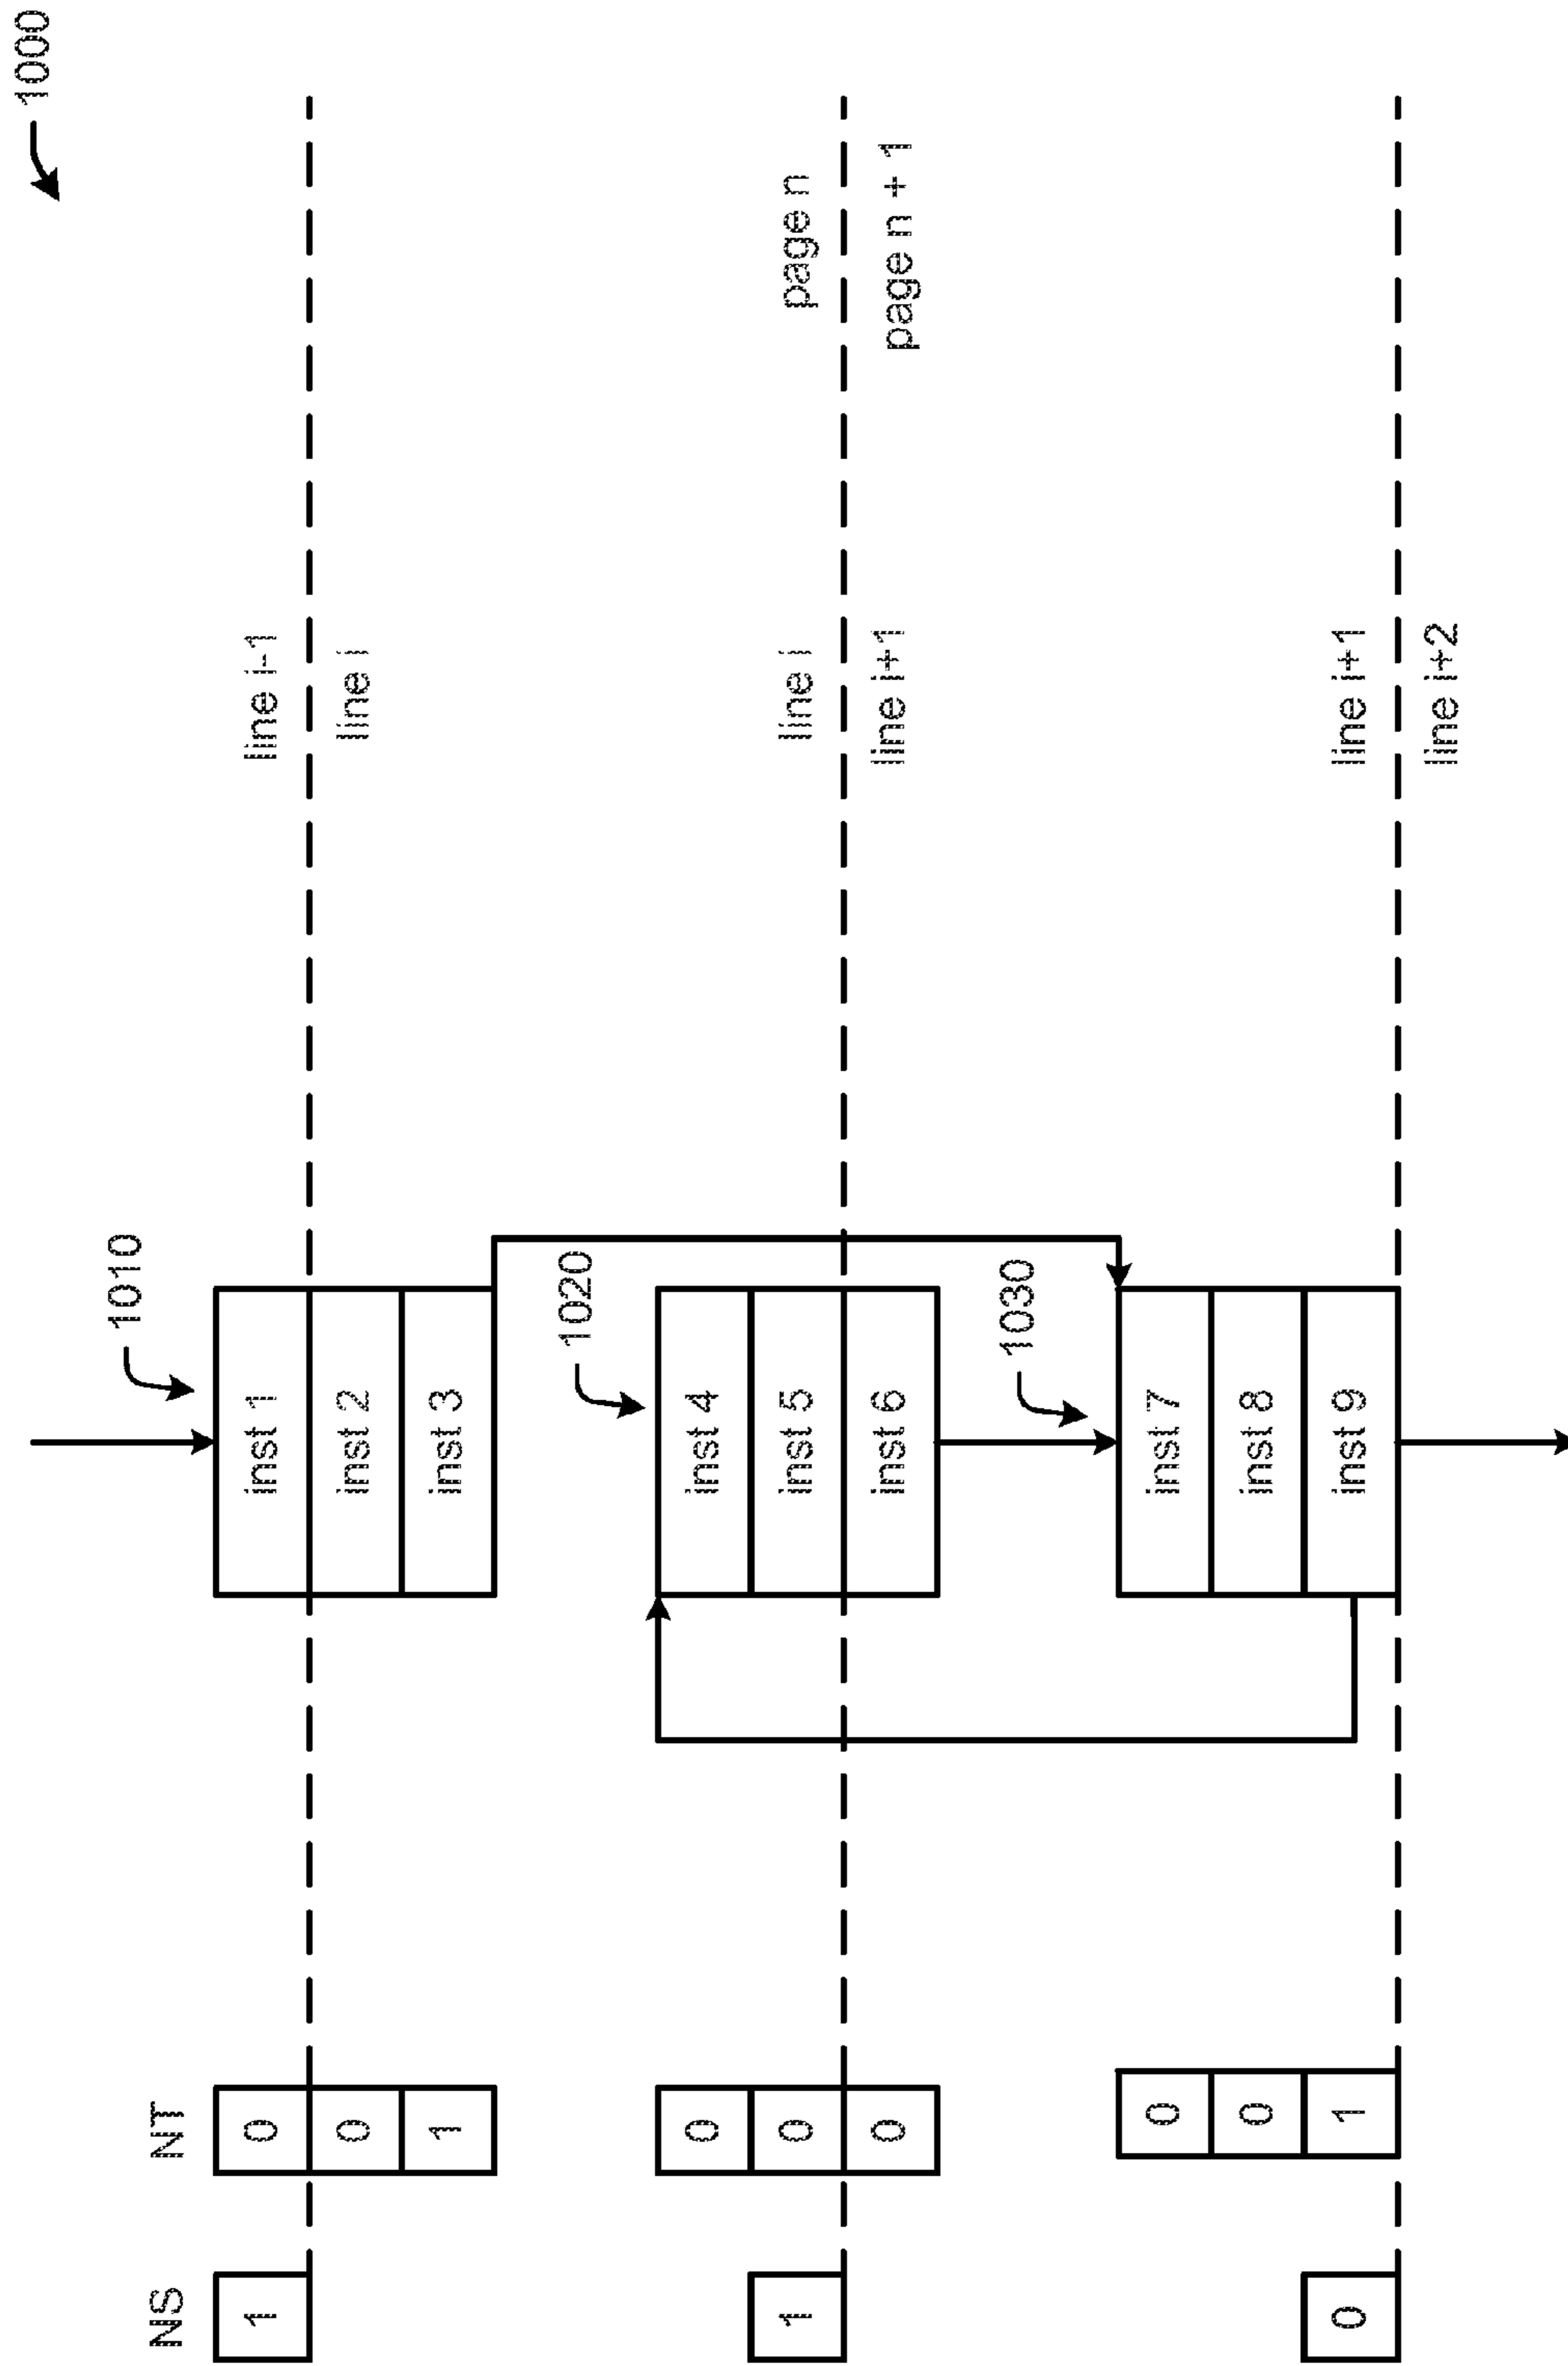 1000
1010
NS
NT
1
0
inst 1
line i-1
0
inst 2
line i
1
inst 3
1020
0
inst 4
page n
1
0
inst 5
line i
0
inst 6
line i+1
page n + 1
1030
0
inst 7
0
inst 8
0
1
inst 9
line i+1
line i+2